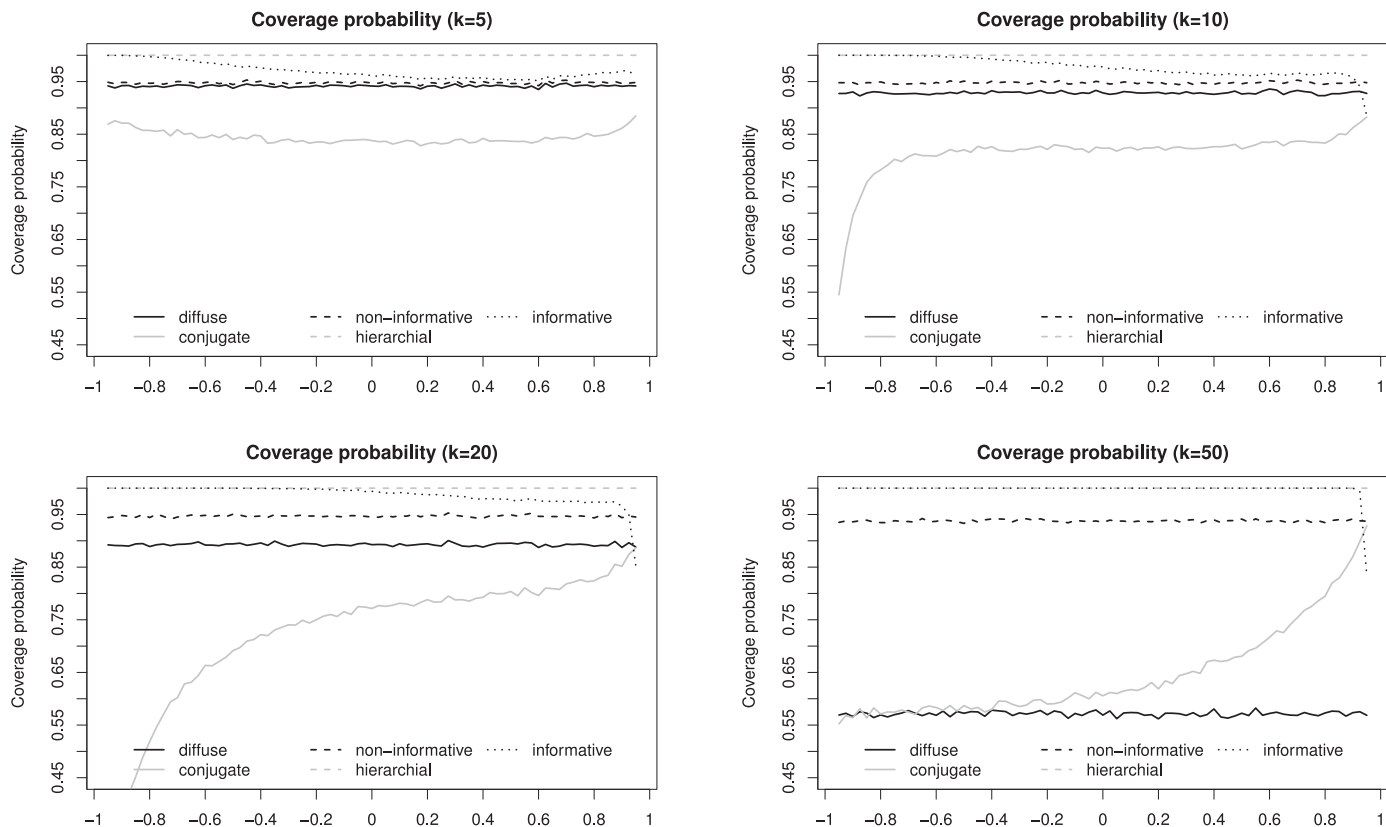 Coverage probability (k=5)
Coverage probability
0.95
0.85
0.75
0.65
0.55
0.45
diffuse
conjugate
non−informative
hierarchial
informative
−1 −0.8 −0.6 −0.4 −0.2 0 0.2 0.4 0.6 0.8 1
Coverage probability (k=10)
Coverage probability
0.95
0.85
0.75
0.65
0.55
0.45
diffuse
conjugate
non−informative
hierarchial
informative
−1 −0.8 −0.6 −0.4 −0.2 0 0.2 0.4 0.6 0.8 1
Coverage probability (k=20)
Coverage probability
0.95
0.85
0.75
0.65
0.55
0.45
diffuse
conjugate
non−informative
hierarchial
informative
−1 −0.8 −0.6 −0.4 −0.2 0 0.2 0.4 0.6 0.8 1
Coverage probability (k=50)
Coverage probability
0.95
0.85
0.75
0.65
0.55
0.45
diffuse
conjugate
non−informative
hierarchial
informative
−1 −0.8 −0.6 −0.4 −0.2 0 0.2 0.4 0.6 0.8 1